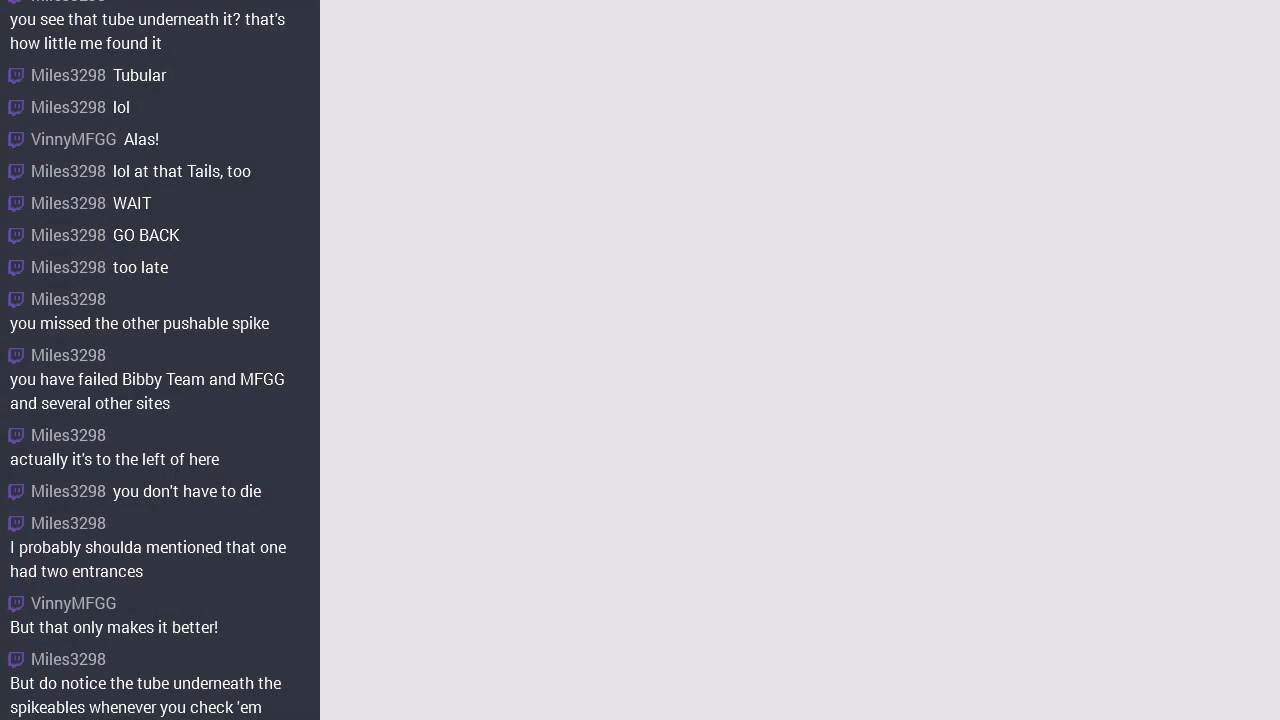 Miles3298
you see that tube underneath it? that's
how little me found it
Miles3298 Tubular
Miles3298 lol
VinnyMFGG Alas!
Miles3298 lol at that Tails, too
Miles3298 WAIT
Miles3298 GO BACK
Miles3298 too late
Miles3298
you missed the other pushable spike
Miles3298
you have failed Bibby Team and MFGG
and several other sites
Miles3298
actually it's to the left of here
Miles3298 you don't have to die
Miles3298
I probably shoulda mentioned that one
had two entrances
VinnyMFGG
But that only makes it better!
Miles3298
But do notice the tube underneath the
spikeables whenever you check 'em